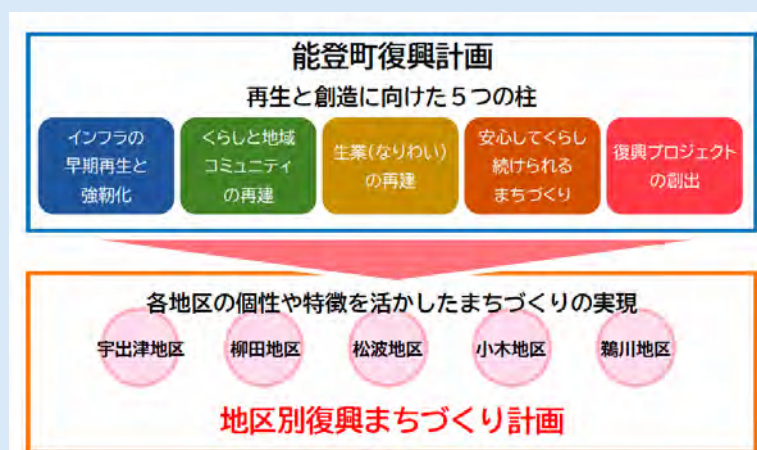 能登町復興計画
再生と創造に向けた５つの柱
インフラの
早期再生と
強靭化
くらしと地域
コミュニティ
の再建
生業(なりわい)
の再建
安心してくらし
続けられる
まちづくり
復興プロジェクト
の創出
各地区の個性や特徴を活かしたまちづくりの実現
宇出津地区
柳田地区
松波地区
小木地区
鵜川地区
地区別復興まちづくり計画